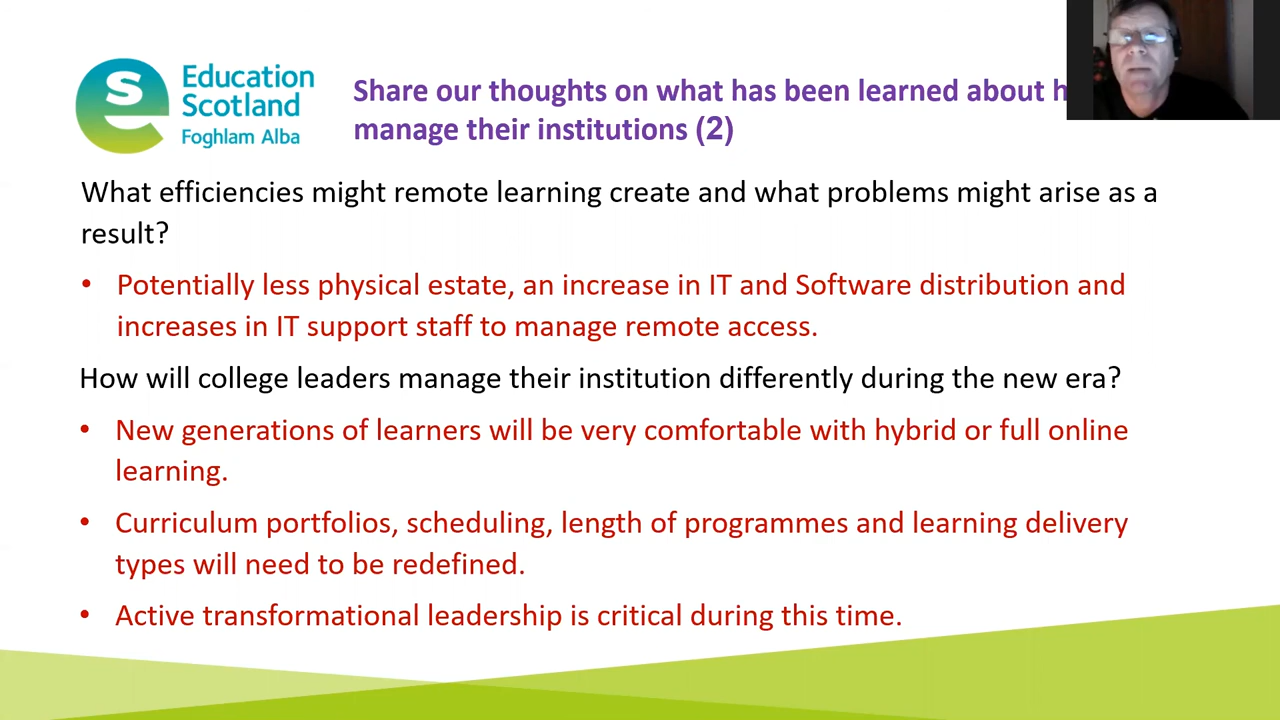 Education
Scotland
Foghlam Alba
Share our thoughts on what has been learned about
manage their institutions (2)
What efficiencies might remote learning create and what problems might arise as a
result?
• Potentially less physical estate, an increase in IT and Software distribution and
increases in IT support staff to manage remote access.
How will college leaders manage their institution differently during the new era?
• New generations of learners will be very comfortable with hybrid or full online
learning.
• Curriculum portfolios, scheduling, length of programmes and learning delivery
types will need to be redefined.
• Active transformational leadership is critical during this time.